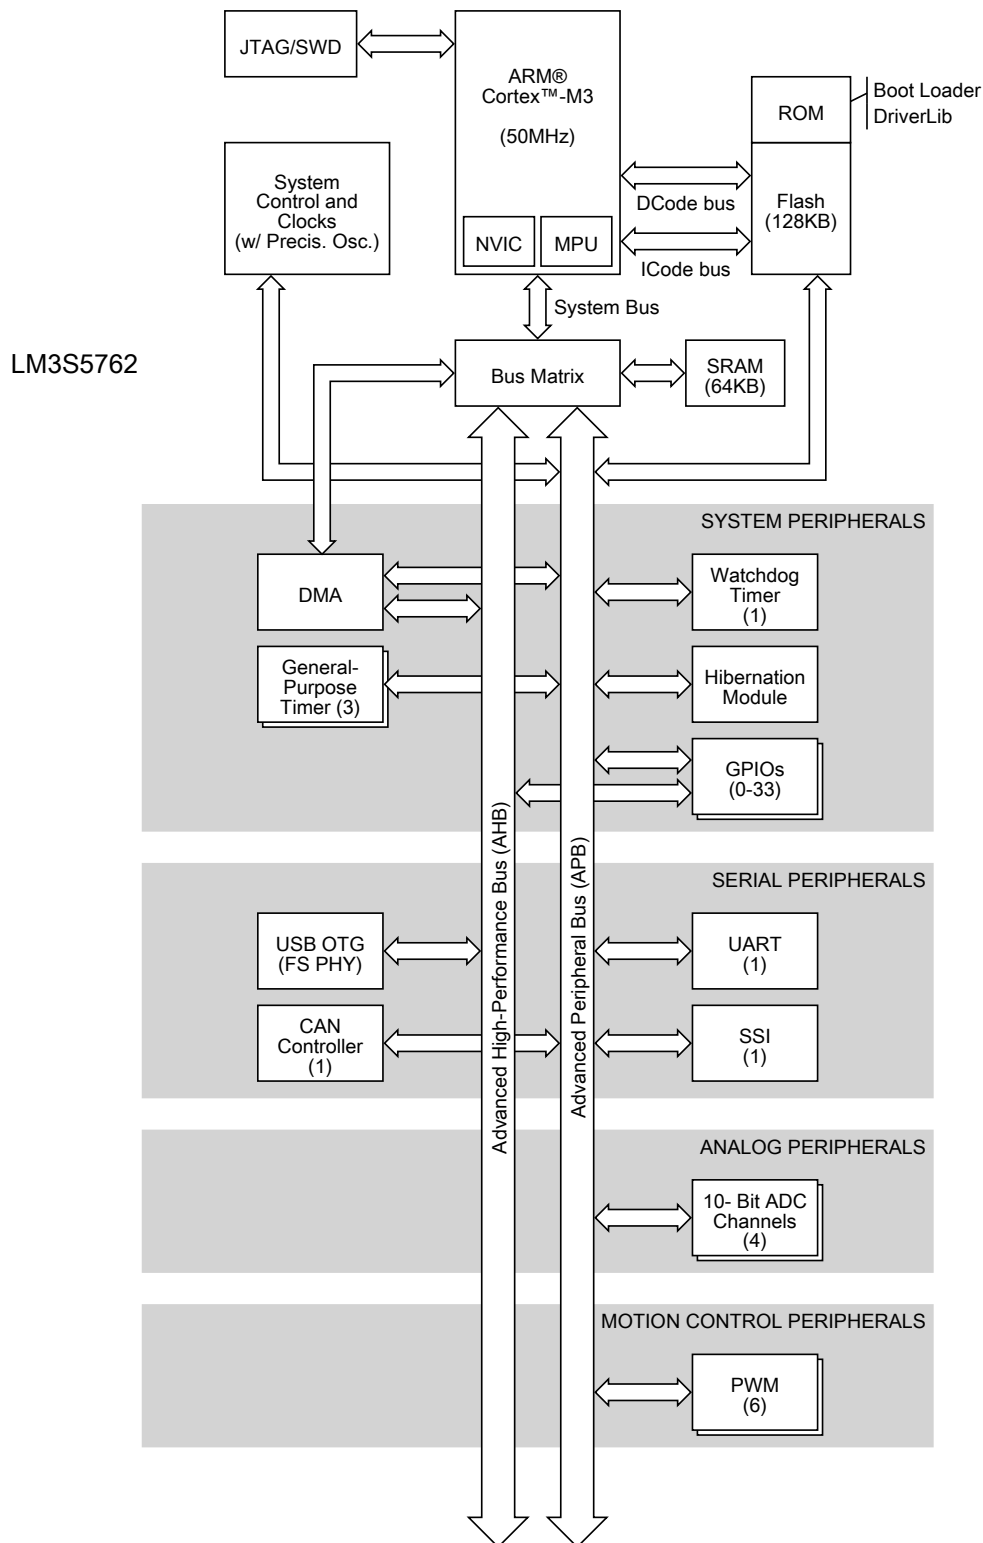 JTAG/SWD
ARM®
Cortex™-M3
(50MHz)
NVIC
MPU
ROM
Boot Loader
DriverLib
Flash
(128KB)
DCode bus
ICode bus
System
Control and
Clocks
(w/ Precis. Osc.)
System Bus
LM3S5762
Bus Matrix
SRAM
(64KB)
SYSTEM PERIPHERALS
DMA
Watchdog
Timer
(1)
General-
Purpose
Timer (3)
Hibernation
Module
GPIOs
(0-33)
Advanced High-Performance Bus (AHB)
Advanced Peripheral Bus (APB)
SERIAL PERIPHERALS
USB OTG
(FS PHY)
UART
(1)
CAN
Controller
(1)
SSI
(1)
ANALOG PERIPHERALS
10- Bit ADC
Channels
(4)
MOTION CONTROL PERIPHERALS
PWM
(6)